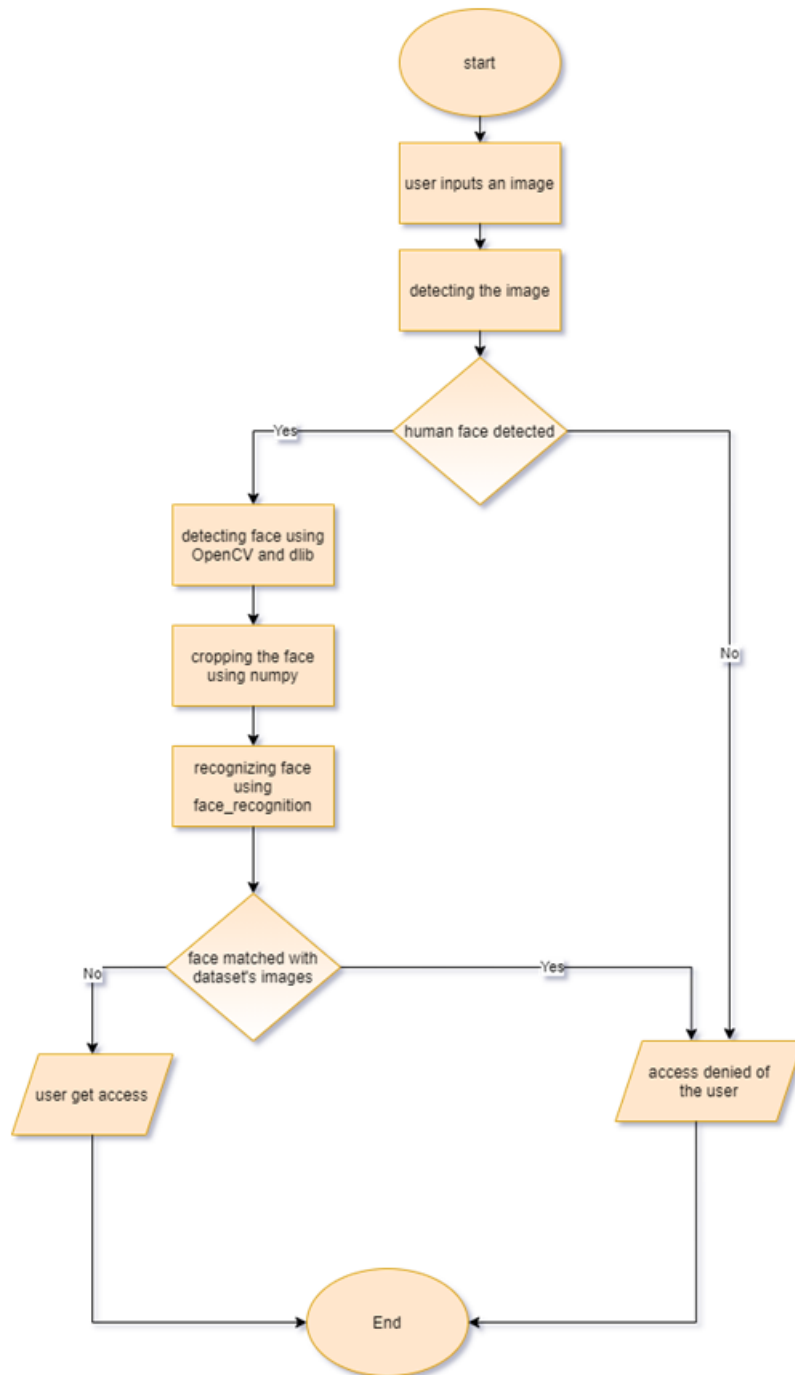 start
user inputs an image
detecting the image
human face detected
Yes
No
detecting face using
OpenCV and dlib
cropping the face
using numpy
recognizing face
using
face_recognition
face matched with
dataset's images
No
Yes
user get access
access denied of
the user
End